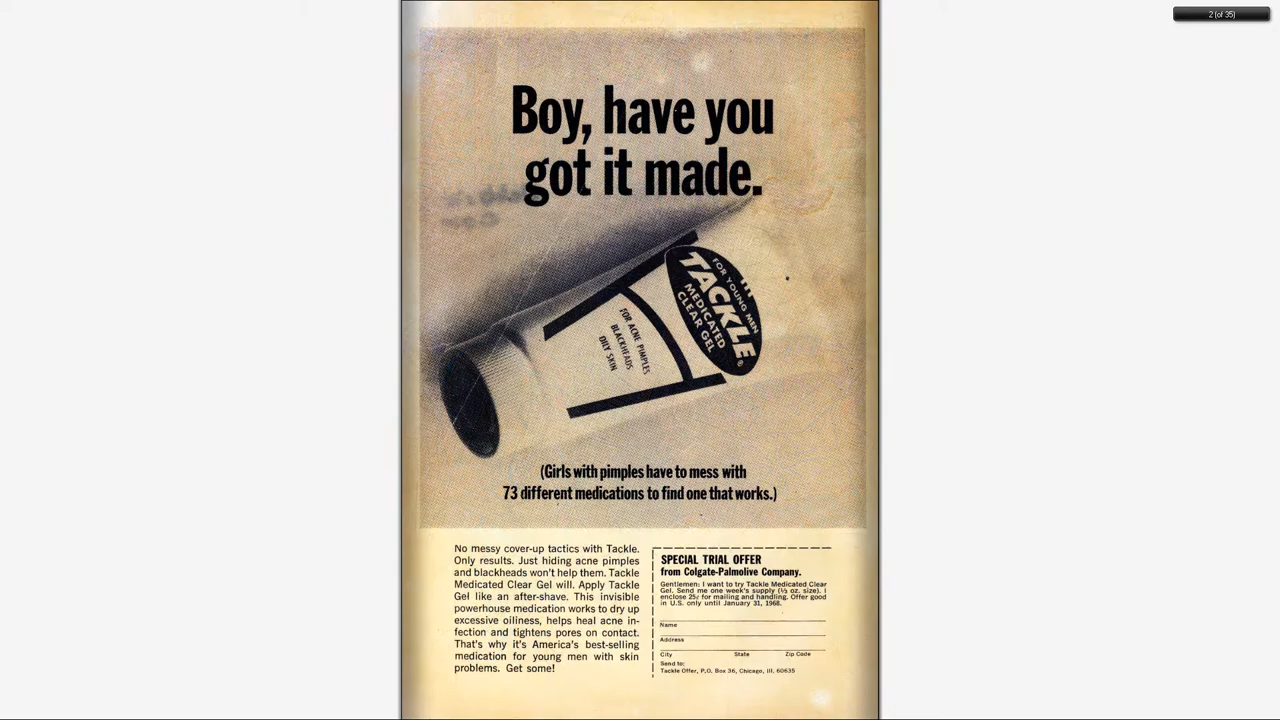 2 (of 35)
Boy, have you
got it made.
FOR YOUNG MEN
TACKLE®
MEDICATED
CLEAR GEL
FOR ACNE PIMPLES
BLACKHEADS
OILY SKIN
(Girls with pimples have to mess with
73 different medications to find one that works.)
No messy cover-up tactics with Tackle.
Only results. Just hiding acne pimples
and blackheads won't help them. Tackle
Medicated Clear Gel will. Apply Tackle
Gel like an after-shave. This invisible
powerhouse medication works to dry up
excessive oiliness, helps heal acne in-
fection and tightens pores on contact.
That's why it's America's best-selling
medication for young men with skin
problems. Get some!
SPECIAL TRIAL OFFER
from Colgate-Palmolive Company.
Gentlemen: I want to try Tackle Medicated Clear
Gel. Send me one week's supply (½ oz. size). I
enclose 25¢ for mailing and handling. Offer good
in U.S. only until January 31, 1968.
Name
Address
City State Zip Code
Send to:
Tackle Offer, P.O. Box 36, Chicago, Ill. 60635